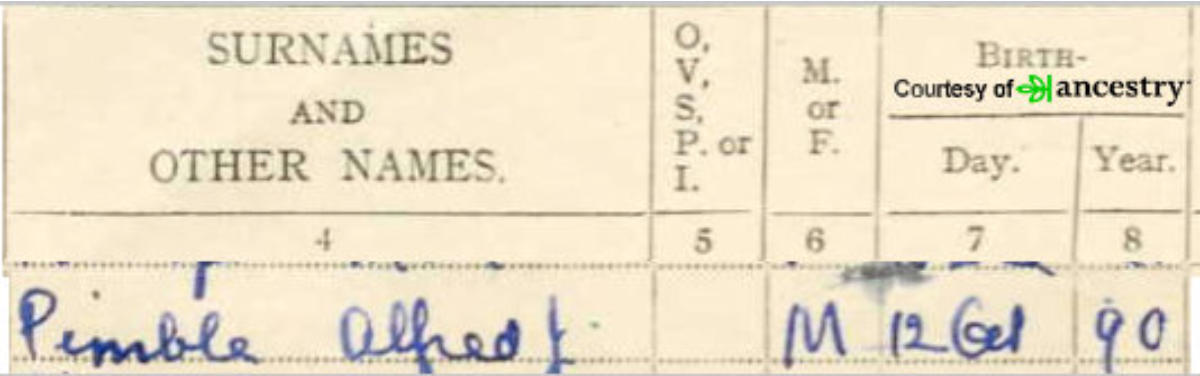 SURNAMES
AND
OTHER NAMES.
O,
V,
S,
P. or
I.
M.
or
F.
BIRTH-
Courtesy of ancestry
Day.
Year.
4
5
6
7
8
Pimble Alfred J. M 12 Oct 90